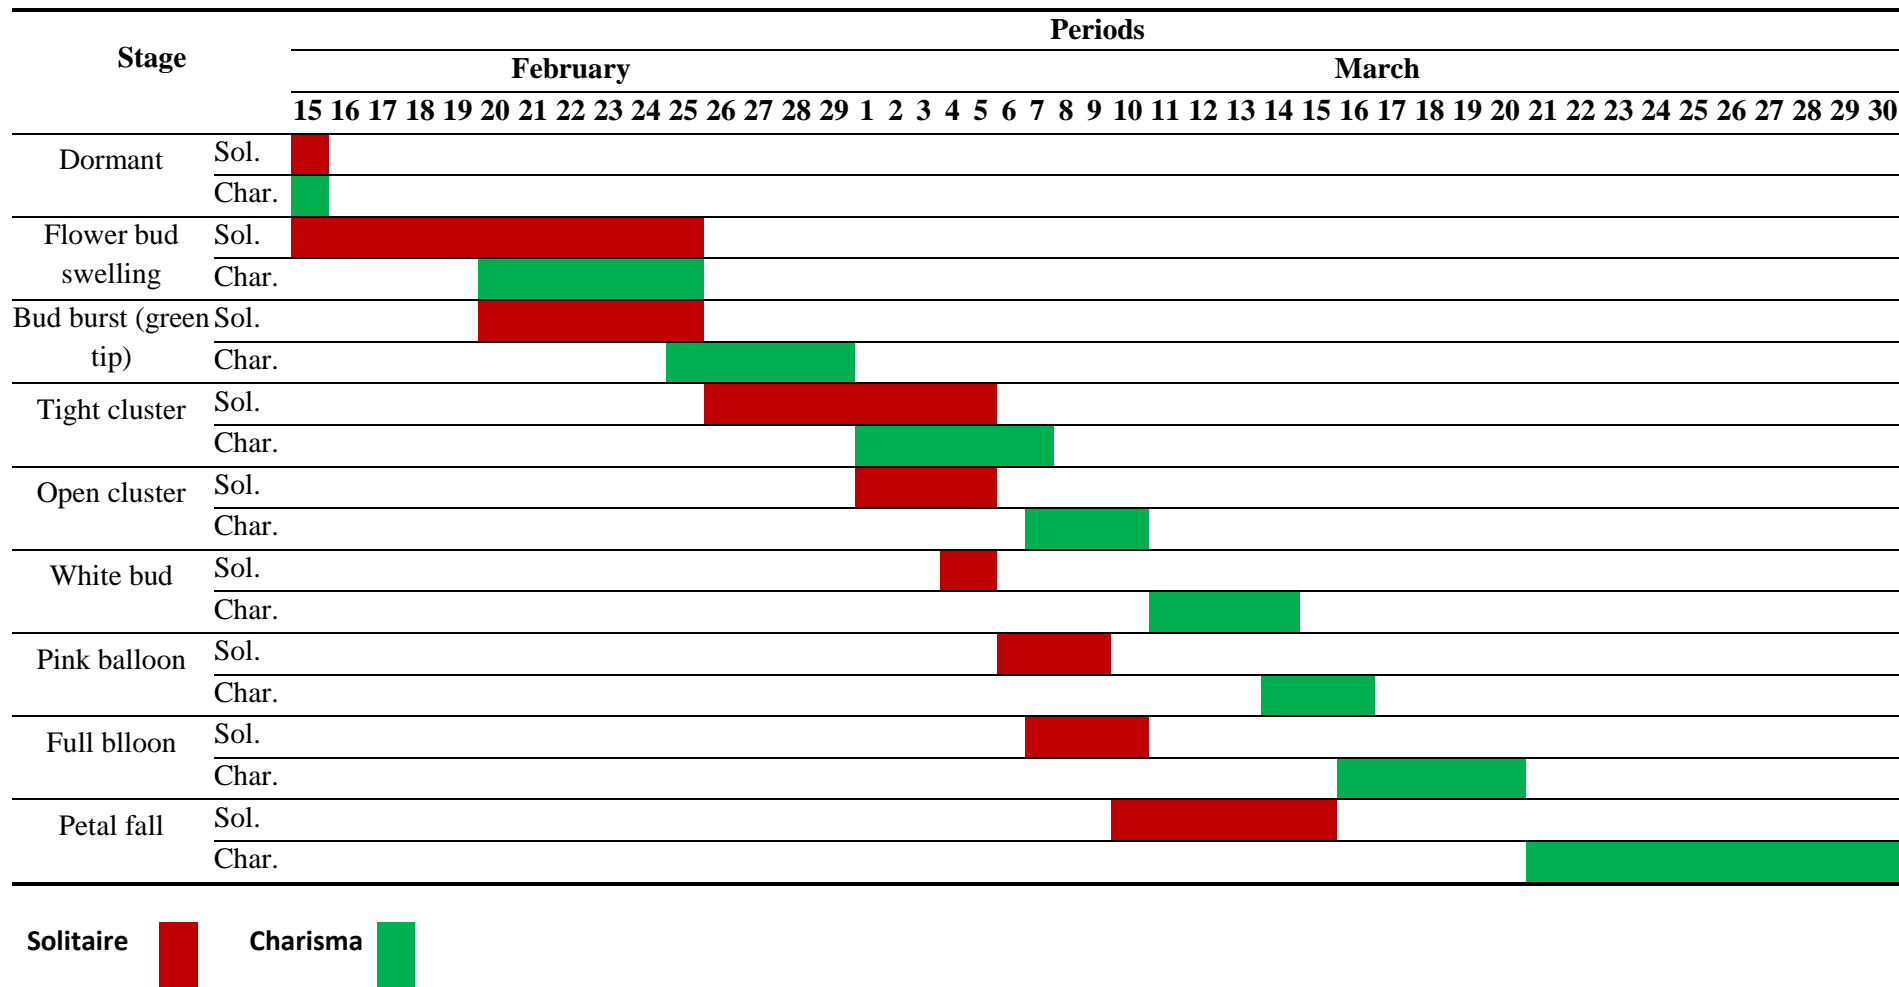 Periods
Stage
February March
15 16 17 18 19 20 21 22 23 24 25 26 27 28 29 1 2 3 4 5 6 7 8 9 10 11 12 13 14 15 16 17 18 19 20 21 22 23 24 25 26 27 28 29 30
Dormant Sol.
Char.
Flower bud Sol.
swelling Char.
Bud burst (green Sol.
tip) Char.
Tight cluster Sol.
Char.
Open cluster Sol.
Char.
White bud Sol.
Char.
Pink balloon Sol.
Char.
Full blloon Sol.
Char.
Petal fall Sol.
Char.
Solitaire Charisma